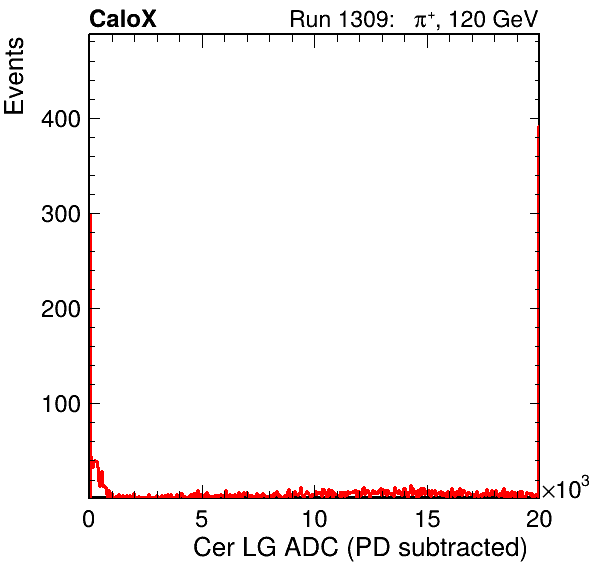 CaloX
Run 1309: π⁺, 120 GeV
Events
400
300
200
100
0 5 10 15 20
×10³
Cer LG ADC (PD subtracted)